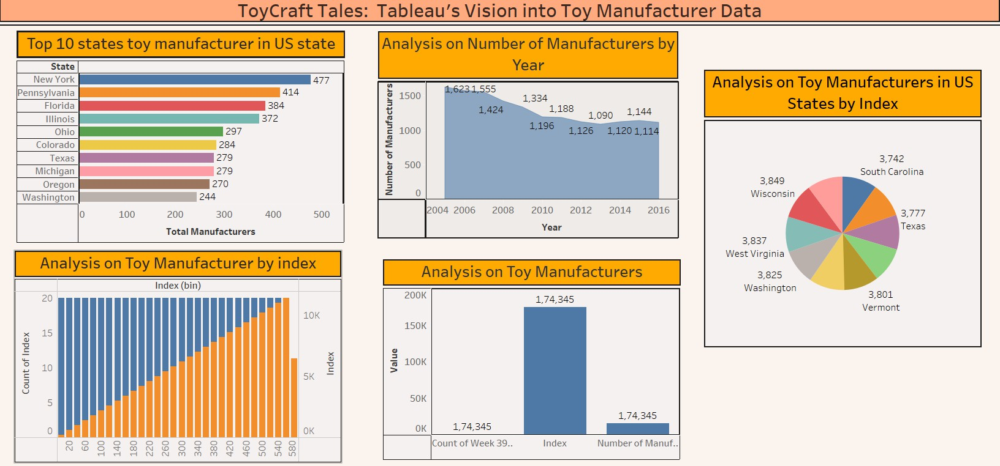 ToyCraft Tales:  Tableau's Vision into Toy Manufacturer Data
Top 10 states toy manufacturer in US state
State
New York 477
Pennsylvania 414
Florida 384
Illinois 372
Ohio 297
Colorado 284
Texas 279
Michigan 279
Oregon 270
Washington 244
0 100 200 300 400 500
Total Manufacturers
Analysis on Number of Manufacturers by
Year
Number of Manufacturers
1500
1000
500
0
1,623 1,555
1,424
1,334
1,196
1,188
1,126
1,090
1,120
1,144
1,114
2004 2006 2008 2010 2012 2014 2016
Year
Analysis on Toy Manufacturers in US
States by Index
3,742
South Carolina
3,777
Texas
3,801
Vermont
3,825
Washington
3,837
West Virginia
3,849
Wisconsin
Analysis on Toy Manufacturer by index
Index (bin)
Count of Index
20
15
10
5
0
10K
5K
0K
Index
20 60 100 140 180 220 260 300 340 380 420 460 500 540 580
Analysis on Toy Manufacturers
Value
200K
150K
100K
50K
0K
1,74,345
1,74,345
1,74,345
Count of Week 39.. Index Number of Manuf..